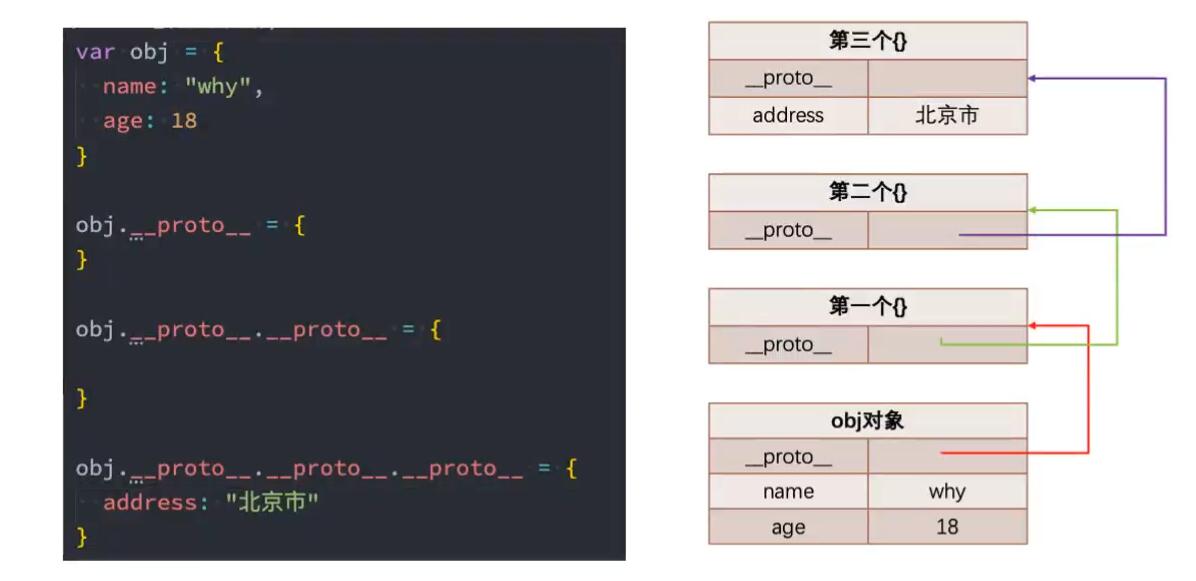 var obj = {
name: "why",
age: 18
}
obj.__proto__ = {
}
obj.__proto__.__proto__ = {
}
obj.__proto__.__proto__.__proto__ = {
address: "北京市"
}
第三个{}
__proto__
address 北京市
第二个{}
__proto__
第一个{}
__proto__
obj对象
__proto__
name why
age 18